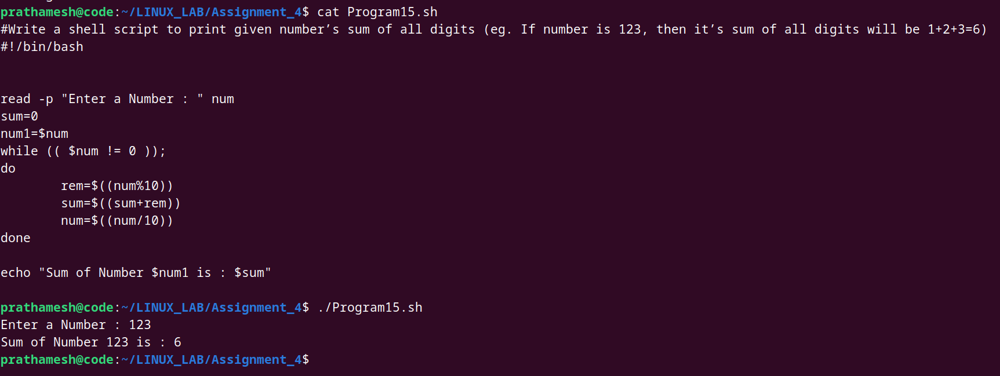 prathamesh@code:~/LINUX_LAB/Assignment_4$ cat Program15.sh
#Write a shell script to print given number’s sum of all digits (eg. If number is 123, then it’s sum of all digits will be 1+2+3=6)
#!/bin/bash
read -p "Enter a Number : " num
sum=0
num1=$num
while (( $num != 0 ));
do
        rem=$((num%10))
        sum=$((sum+rem))
        num=$((num/10))
done
echo "Sum of Number $num1 is : $sum"
prathamesh@code:~/LINUX_LAB/Assignment_4$ ./Program15.sh
Enter a Number : 123
Sum of Number 123 is : 6
prathamesh@code:~/LINUX_LAB/Assignment_4$